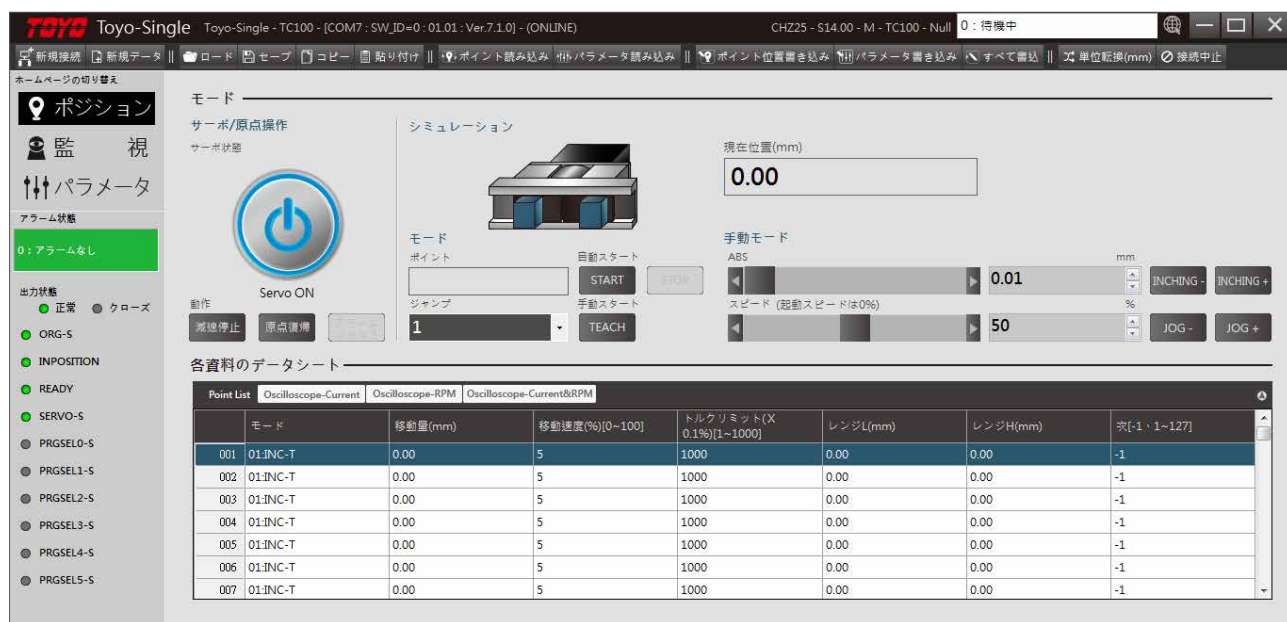 TOYO Toyo-Single Toyo-Single - TC100 - [COM7 : SW_ID=0 : 01.01 : Ver.7.1.0] - (ONLINE) CHZ25 - S14.00 - M - TC100 - Null 0：待機中
新規接続 新規データ || ロード セーブ コピー 貼り付け || ポイント読み込み パラメータ読み込み || ポイント位置書き込み パラメータ書き込み すべて書込 || 単位転換(mm) 接続中止
ホームページの切り替え
ポジション
監 視
パラメータ
アラーム状態
0：アラームなし
出力状態
正常 クローズ
ORG-S
INPOSITION
READY
SERVO-S
PRGSEL0-S
PRGSEL1-S
PRGSEL2-S
PRGSEL3-S
PRGSEL4-S
PRGSEL5-S
モード
サーボ/原点操作
サーボ状態
Servo ON
動作
減速停止 原点復帰
シミュレーション
モード
ポイント 自動スタート
START STOP
ジャンプ 手動スタート
1 TEACH
現在位置(mm)
0.00
手動モード
ABS mm
0.01 INCHING - INCHING +
スピード (起動スピードは0%) %
50 JOG - JOG +
各資料のデータシート
Point List Oscilloscope-Current Oscilloscope-RPM Oscilloscope-Current&RPM
モード 移動量(mm) 移動速度(%)[0~100] トルクリミット(X 0.1%)[1~1000] レンジL(mm) レンジH(mm) 次[-1、1~127]
001 01:INC-T 0.00 5 1000 0.00 0.00 -1
002 01:INC-T 0.00 5 1000 0.00 0.00 -1
003 01:INC-T 0.00 5 1000 0.00 0.00 -1
004 01:INC-T 0.00 5 1000 0.00 0.00 -1
005 01:INC-T 0.00 5 1000 0.00 0.00 -1
006 01:INC-T 0.00 5 1000 0.00 0.00 -1
007 01:INC-T 0.00 5 1000 0.00 0.00 -1